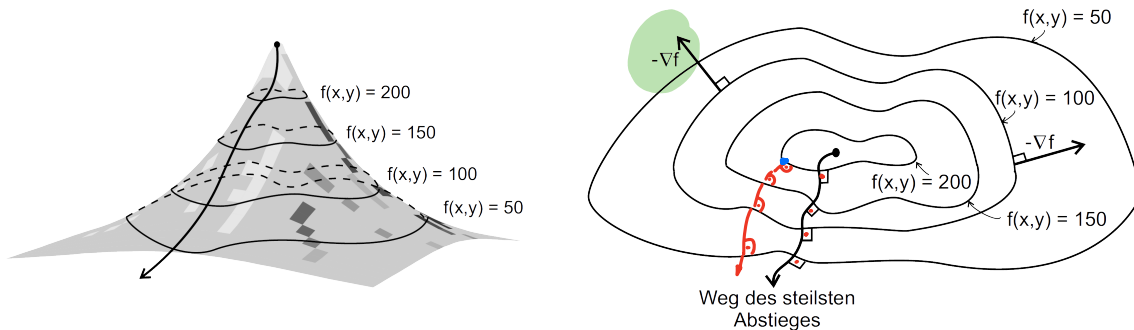 f(x,y) = 200
f(x,y) = 150
f(x,y) = 100
f(x,y) = 50
f(x,y) = 50
-∇f
f(x,y) = 100
-∇f
f(x,y) = 200
f(x,y) = 150
Weg des steilsten
Abstieges